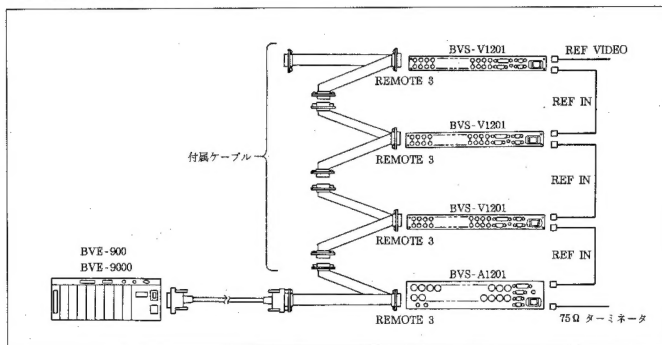 BVS-V1201
REF VIDEO
REMOTE 3
REF IN
BVS-V1201
付属ケーブル
REMOTE 3
REF IN
BVS-V1201
REMOTE 3
REF IN
BVE-900
BVE-9000
BVS-A1201
REMOTE 3
75Ω ターミネータ